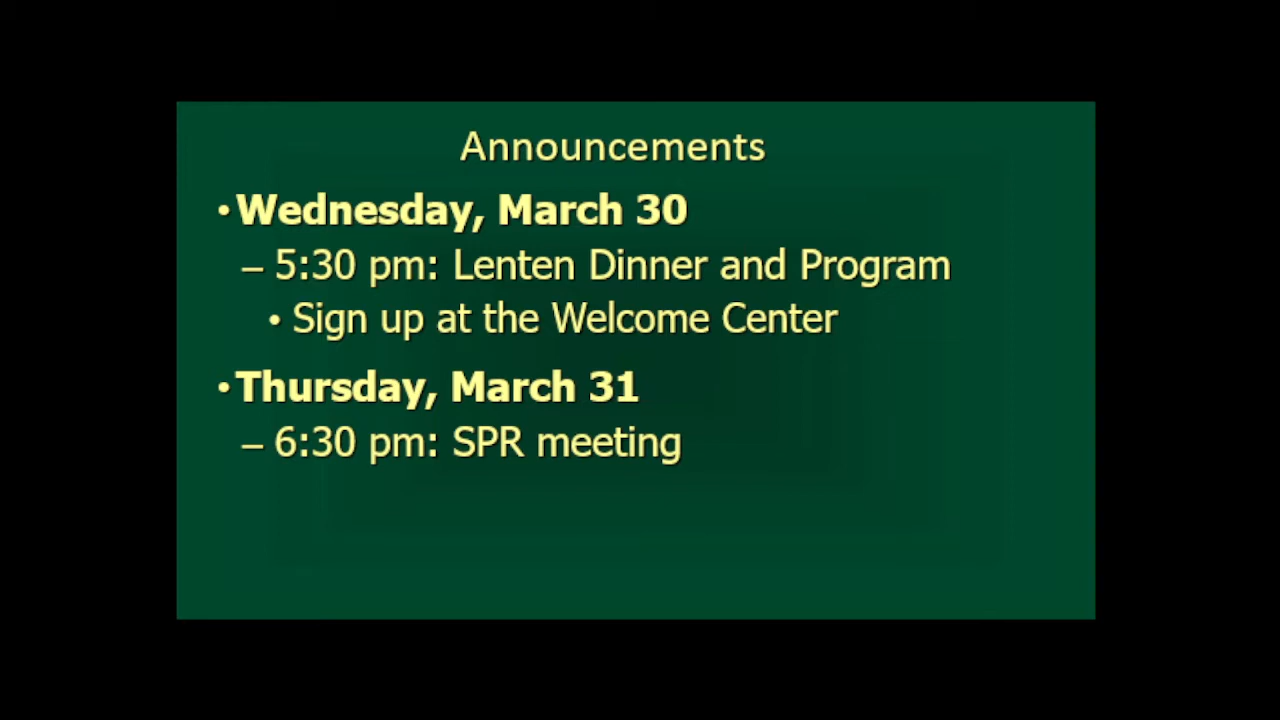 Announcements
•Wednesday, March 30
– 5:30 pm: Lenten Dinner and Program
• Sign up at the Welcome Center
•Thursday, March 31
– 6:30 pm: SPR meeting